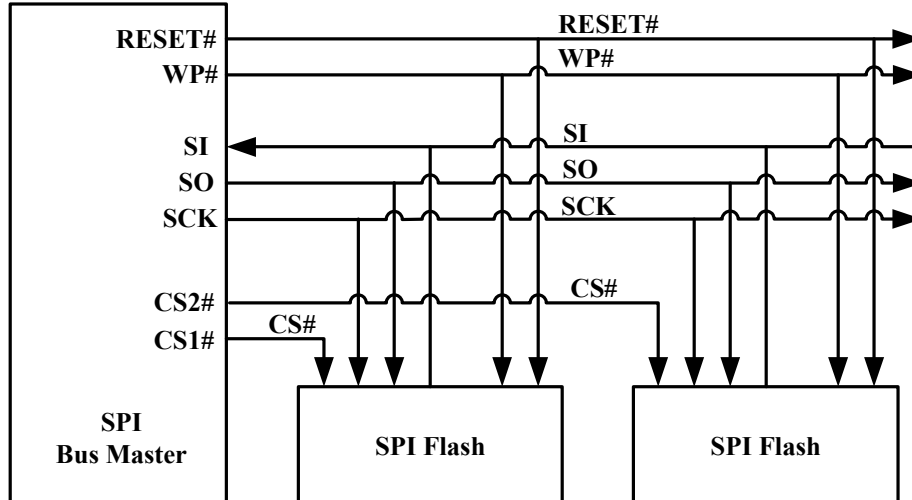 RESET#
RESET#
WP#
WP#
SI
SI
SO
SO
SCK
SCK
CS2#
CS#
CS1#
CS#
SPI
Bus Master
SPI Flash
SPI Flash